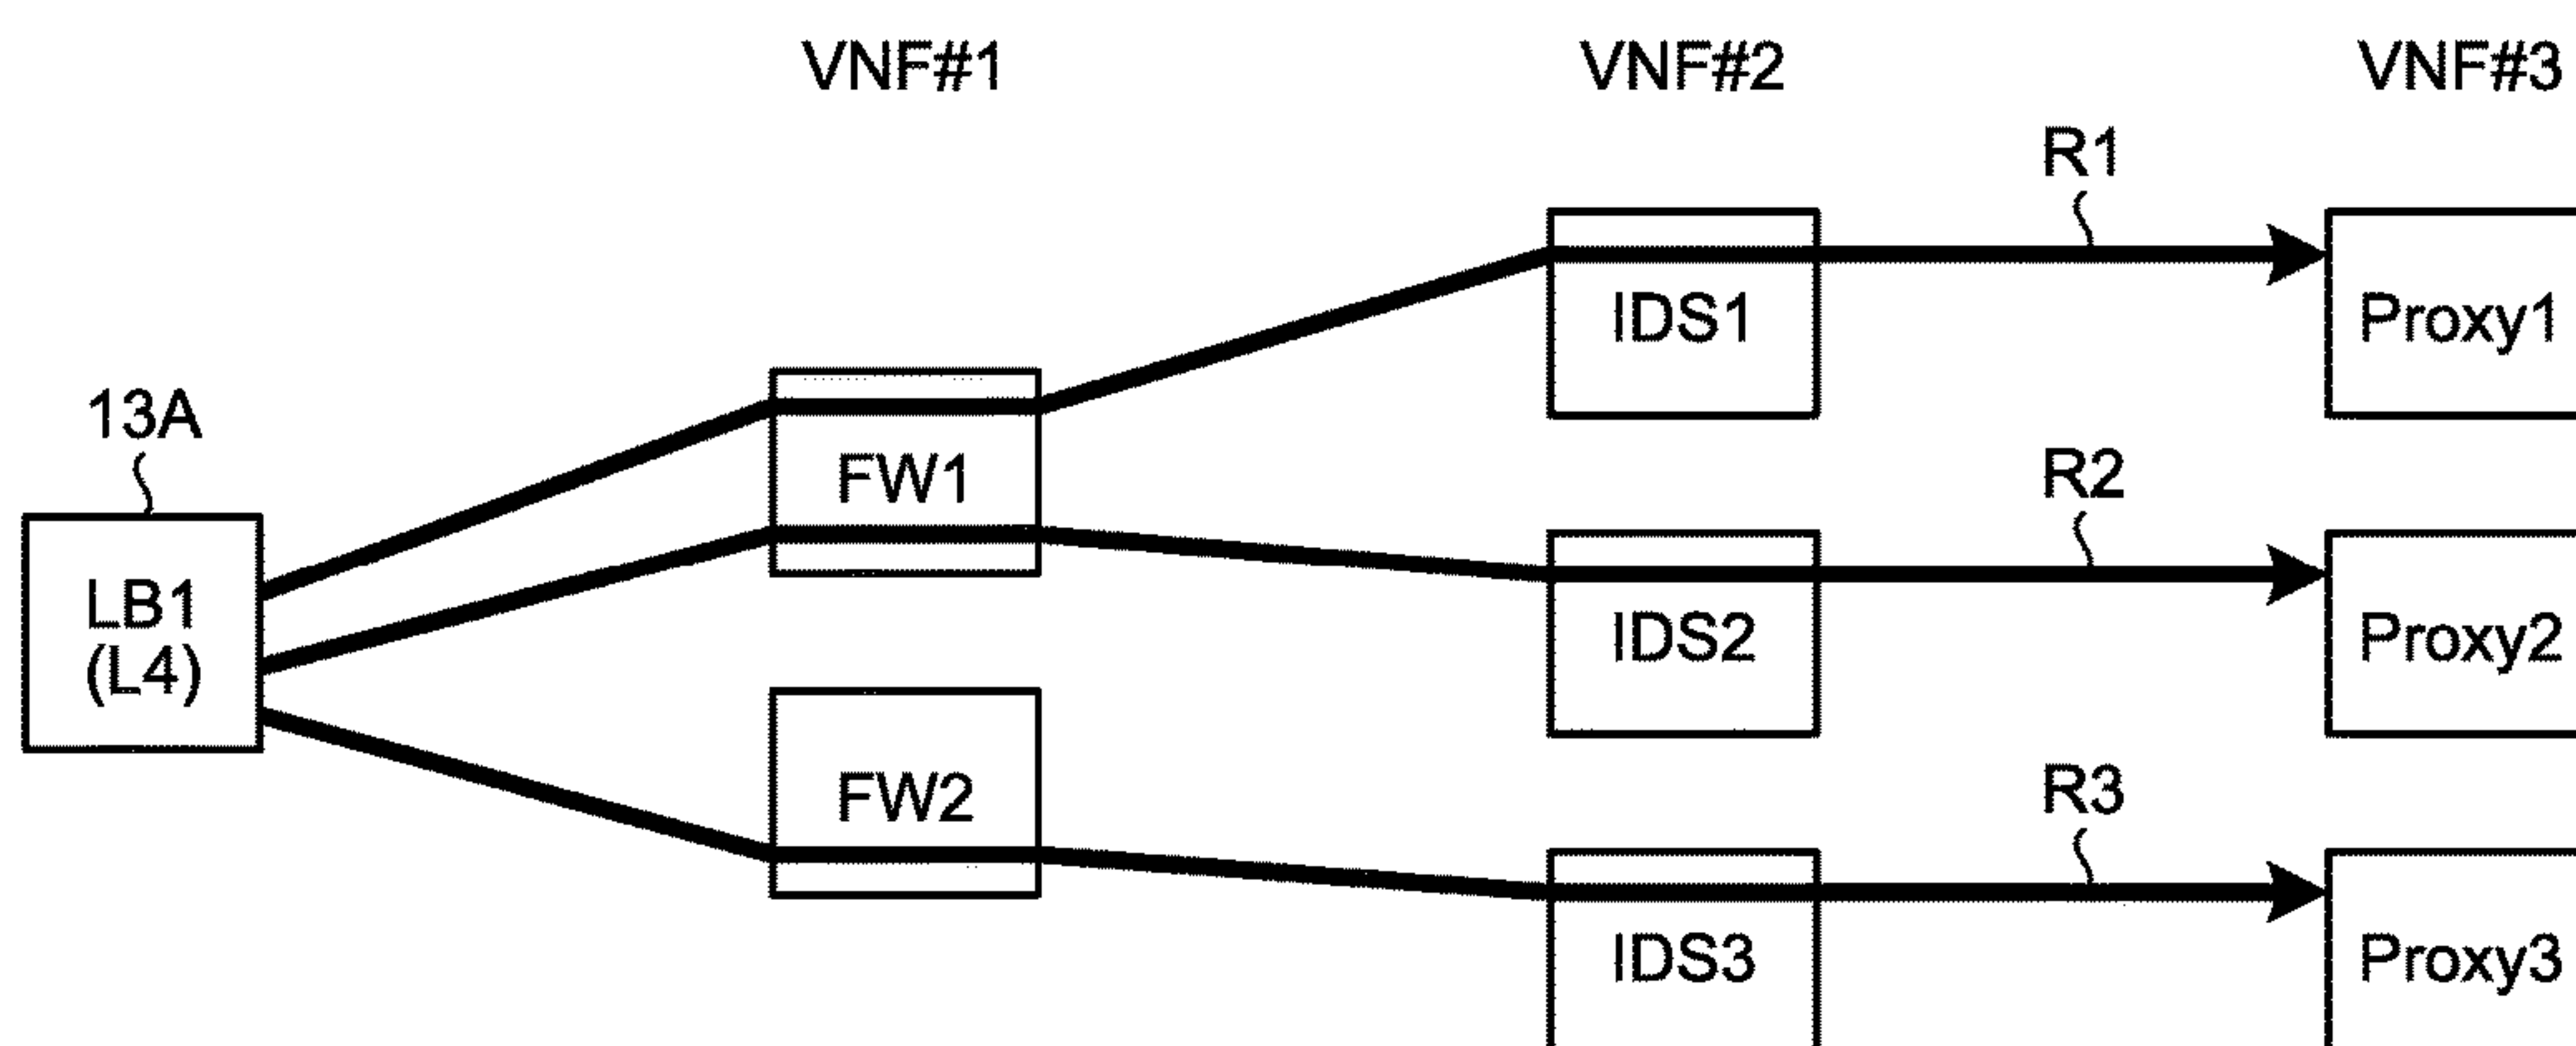 VNF#1 VNF#2 VNF#3
R1
IDS1 Proxy1
13A
FW1
R2
LB1
(L4)
IDS2 Proxy2
FW2
R3
IDS3 Proxy3